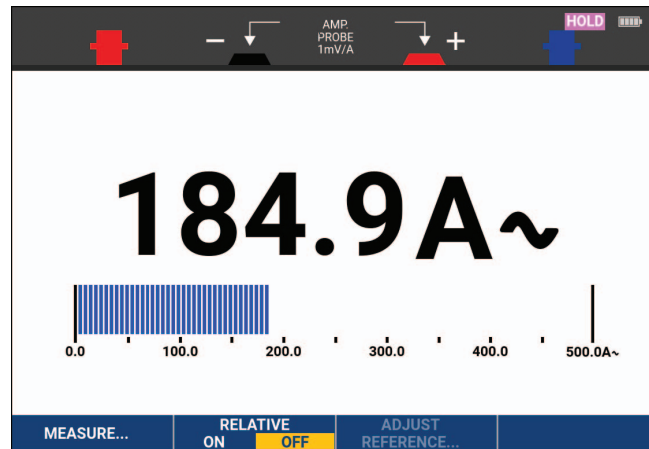 AMP.
PROBE
1mV/A
HOLD
− +
184.9A~
0.0 100.0 200.0 300.0 400.0 500.0A~
MEASURE...
RELATIVE
ON OFF
ADJUST
REFERENCE...